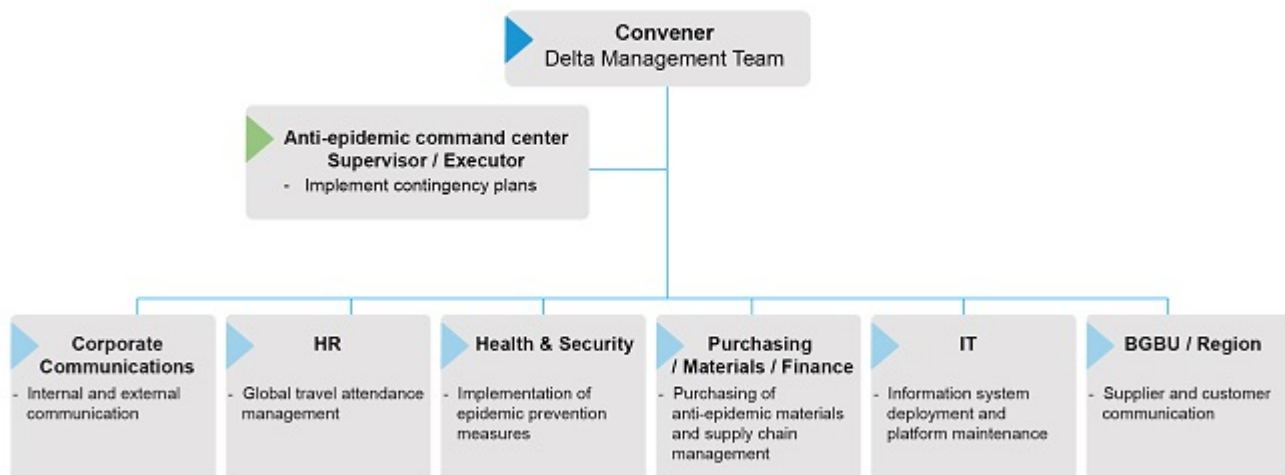 Convener
Delta Management Team
Anti-epidemic command center
Supervisor / Executor
- Implement contingency plans
Corporate
Communications
- Internal and external
communication
HR
- Global travel attendance
management
Health & Security
- Implementation of
epidemic prevention
measures
Purchasing
/ Materials / Finance
- Purchasing of
anti-epidemic materials
and supply chain
management
IT
- Information system
deployment and
platform maintenance
BGBU / Region
- Supplier and customer
communication